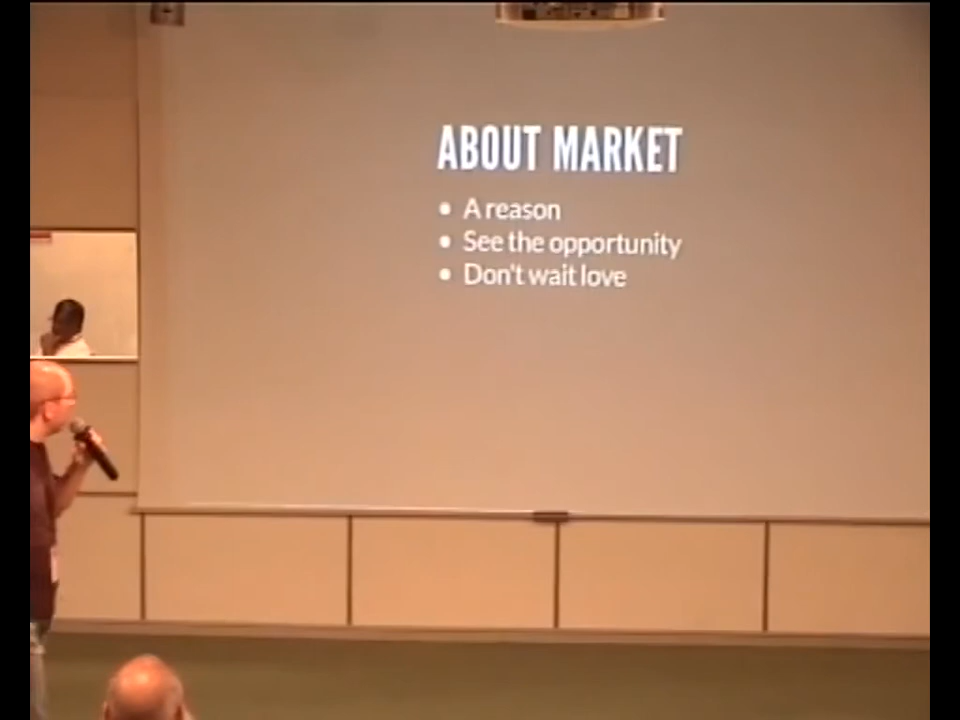 ABOUT MARKET
• A reason
• See the opportunity
• Don't wait love